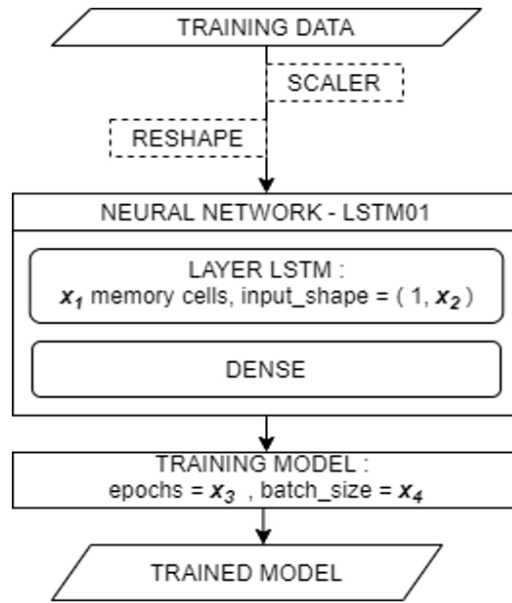 TRAINING DATA
SCALER
RESHAPE
NEURAL NETWORK - LSTM01
LAYER LSTM :
x₁ memory cells, input_shape = ( 1, x₂ )
DENSE
TRAINING MODEL :
epochs = x₃ , batch_size = x₄
TRAINED MODEL